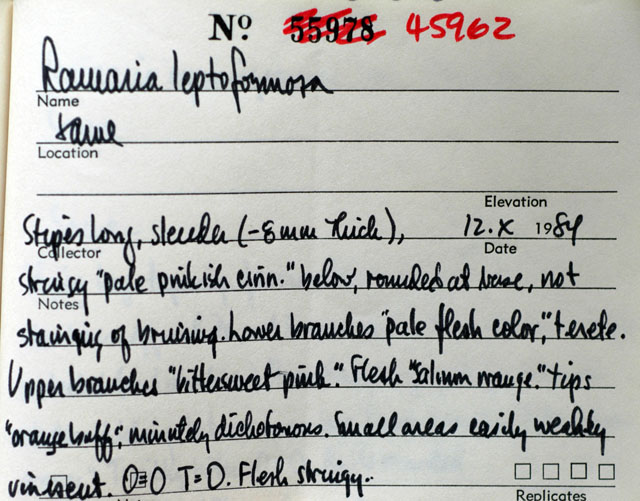 Nº 55978 45962
Ramaria leptoformosa
Name
same
Location
Elevation
Stipes long, slender (-8mm thick), 12.X 1984
Collector Date
stringy "pale pinkish cinn." below, rounded at base, not
Notes
staining of bruising. Lower branches "pale flesh color", terete.
Upper branches "bittersweet pink". Flesh "salmon orange". Tips
"orange buff", minutely dichotomous. Small areas easily weakly
O=O T=O. Flesh stringy.
Replicates